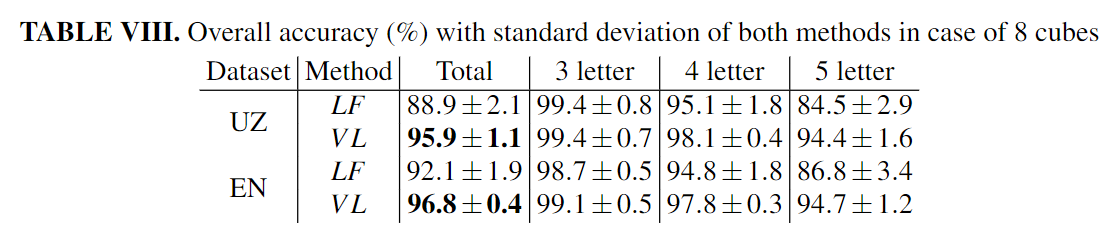 TABLE VIII. Overall accuracy (%) with standard deviation of both methods in case of 8 cubes
Dataset Method Total 3 letter 4 letter 5 letter
UZ LF 88.9±2.1 99.4±0.8 95.1±1.8 84.5±2.9
VL 95.9±1.1 99.4±0.7 98.1±0.4 94.4±1.6
EN LF 92.1±1.9 98.7±0.5 94.8±1.8 86.8±3.4
VL 96.8±0.4 99.1±0.5 97.8±0.3 94.7±1.2